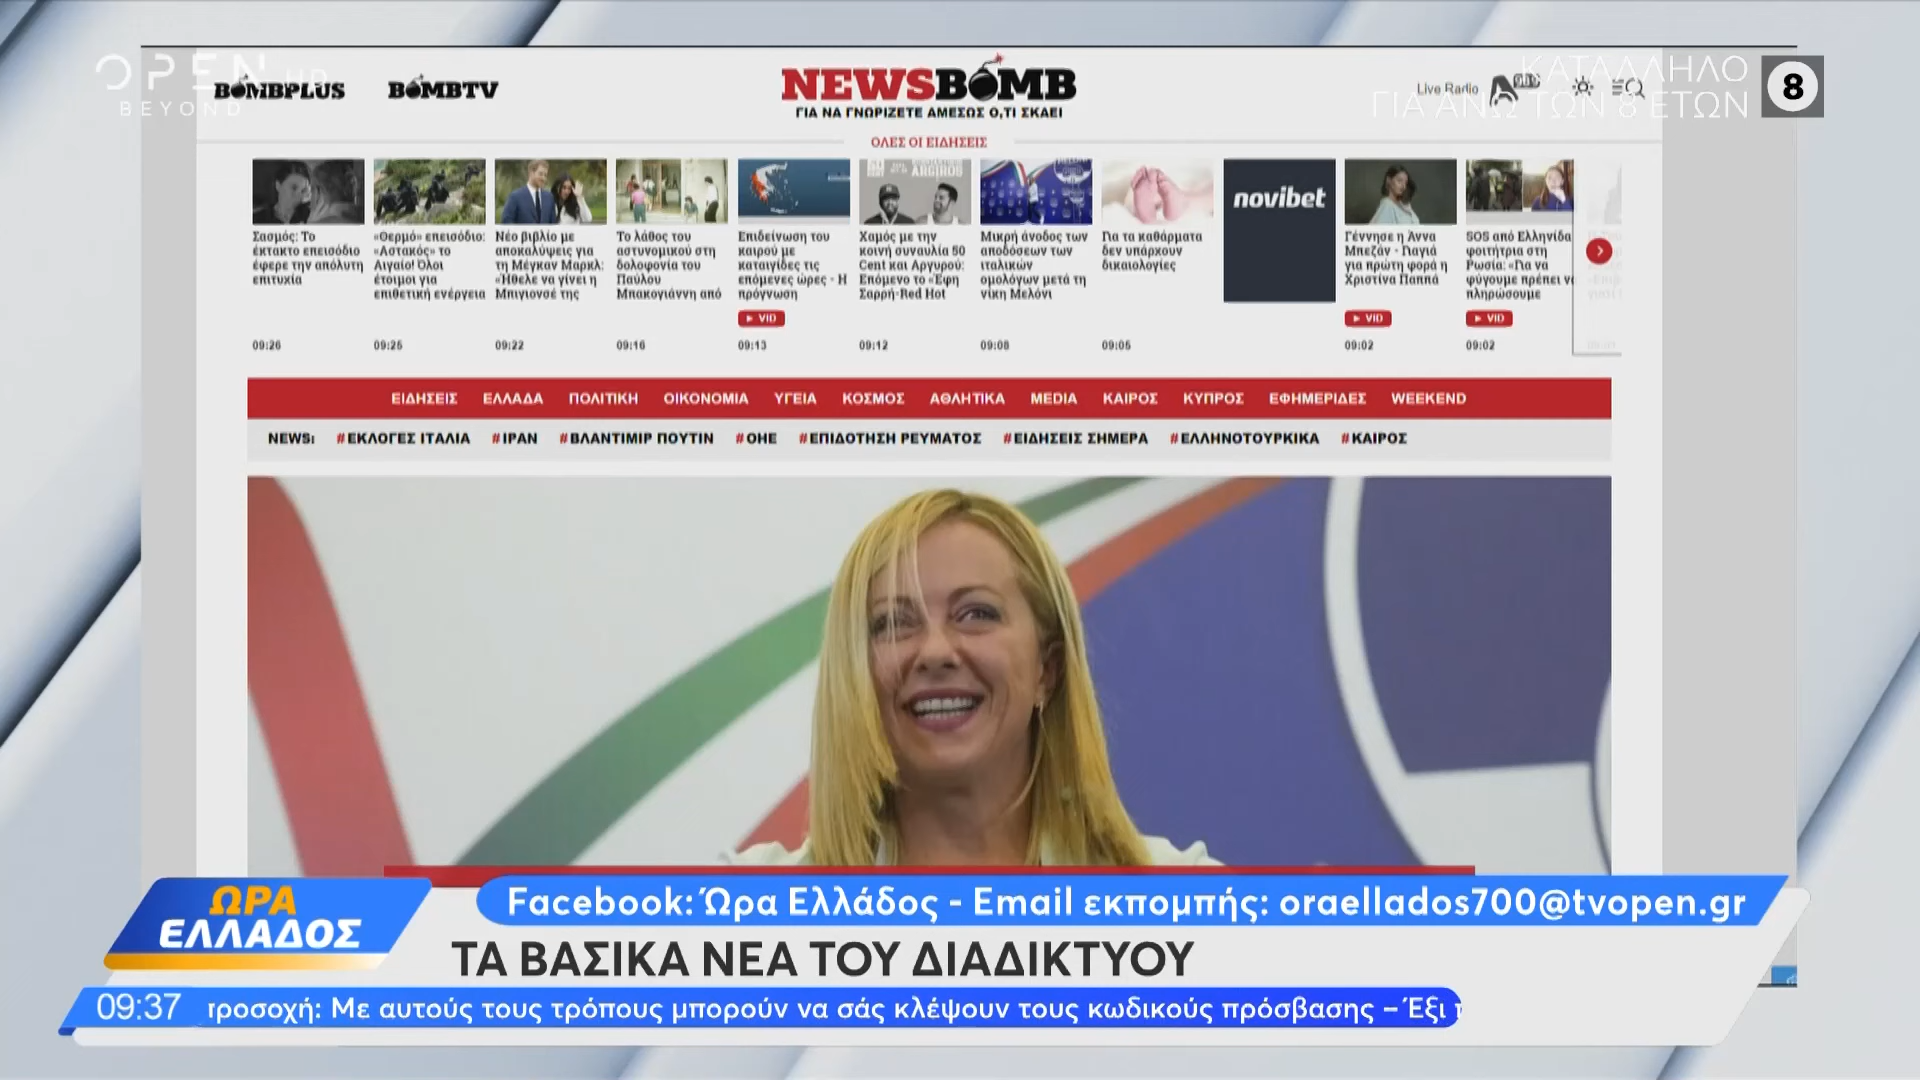 OPEN HD
BEYOND
BOMBPLUS
BOMBTV
NEWSBOMB
ΓΙΑ ΝΑ ΓΝΩΡΙΖΕΤΕ ΑΜΕΣΩΣ Ο,ΤΙ ΣΚΑΕΙ
Live Radio
ΚΑΤΑΛΛΗΛΟ
ΓΙΑ ΑΝΩ ΤΩΝ 8 ΕΤΩΝ
8
ΟΛΕΣ ΟΙ ΕΙΔΗΣΕΙΣ
Σασμός: Το
έκτακτο επεισόδιο
έφερε την απόλυτη
επιτυχία
09:26
«Θερμό» επεισόδιο:
«Αστακός» το
Αιγαίο! Όλοι
έτοιμοι για
επιθετική ενέργεια
09:25
Νέο βιβλίο με
αποκαλύψεις για
τη Μέγκαν Μαρκλ:
«Ήθελε να γίνει η
Μπιγιονσέ της
09:22
Το λάθος του
αστυνομικού στη
δολοφονία του
Παύλου
Μπακογιάννη από
09:16
Επιδείνωση του
καιρού με
καταιγίδες τις
επόμενες ώρες - Η
πρόγνωση
VID
09:13
ARGIROS
Χαμός με την
κοινή συναυλία 50
Cent και Αργυρού:
Επόμενο το «Έφη
Σαρρή-Red Hot
09:12
Μικρή άνοδος των
αποδόσεων των
ιταλικών
ομολόγων μετά τη
νίκη Μελόνι
09:08
Για τα καθάρματα
δεν υπάρχουν
δικαιολογίες
09:05
novibet
Γέννησε η Άννα
Μπεζάν - Γιαγιά
για πρώτη φορά η
Χριστίνα Παππά
VID
09:02
SOS από Ελληνίδα
φοιτήτρια στη
Ρωσία: «Για να
φύγουμε πρέπει να
πληρώσουμε
VID
09:02
ΕΙΔΗΣΕΙΣ ΕΛΛΑΔΑ ΠΟΛΙΤΙΚΗ ΟΙΚΟΝΟΜΙΑ ΥΓΕΙΑ ΚΟΣΜΟΣ ΑΘΛΗΤΙΚΑ MEDIA ΚΑΙΡΟΣ ΚΥΠΡΟΣ ΕΦΗΜΕΡΙΔΕΣ WEEKEND
NEWS: #ΕΚΛΟΓΕΣ ΙΤΑΛΙΑ #ΙΡΑΝ #ΒΛΑΝΤΙΜΙΡ ΠΟΥΤΙΝ #ΟΗΕ #ΕΠΙΔΟΤΗΣΗ ΡΕΥΜΑΤΟΣ #ΕΙΔΗΣΕΙΣ ΣΗΜΕΡΑ #ΕΛΛΗΝΟΤΟΥΡΚΙΚΑ #ΚΑΙΡΟΣ
ΩΡΑ
ΕΛΛΑΔΟΣ
Facebook: Ώρα Ελλάδος - Email εκπομπής: oraellados700@tvopen.gr
ΤΑ ΒΑΣΙΚΑ ΝΕΑ ΤΟΥ ΔΙΑΔΙΚΤΥΟΥ
09:37
προσοχή: Με αυτούς τους τρόπους μπορούν να σάς κλέψουν τους κωδικούς πρόσβασης – Έξι